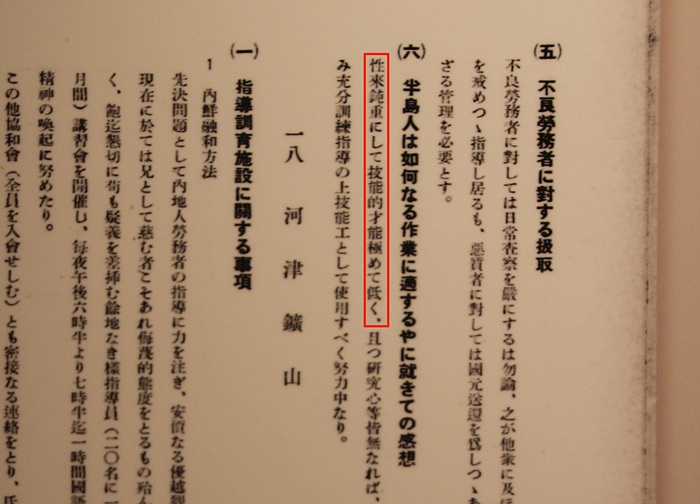 (五) 不良勞務者に對する扱取
不良勞務者に對しては日常査察を嚴にするは勿論、之が他衆に及ほ
を戒めつゝ指導し居るも、惡質者に對しては國元送還を爲しつゝあ
ざる管理を必要とす。
(六) 半島人は如何なる作業に適するやに就きての感想
性來鈍重にして技能的才能極めて低く、且つ研究心等皆無なれば、
み充分訓練指導の上技能工として使用すべく努力中なり。
一八 河津鑛山
(一) 指導訓育施設に關する事項
1 內鮮融和方法
先決問題として內地人勞務者の指導に力を注ぎ、安價なる優越觀
現在に於ては兄として慈む者こそあれ侮蔑的態度をとるもの殆ん
く、飽迄懇切に苟も疑義を差挿む餘地なき樣指導員(二〇名に一
月間)講習會を開催し、每夜午後六時半より七時半迄一時間國語
精神の喚起に努めたり。
この他協和會(全員を入會せしむ)とも密接なる連絡をとり、